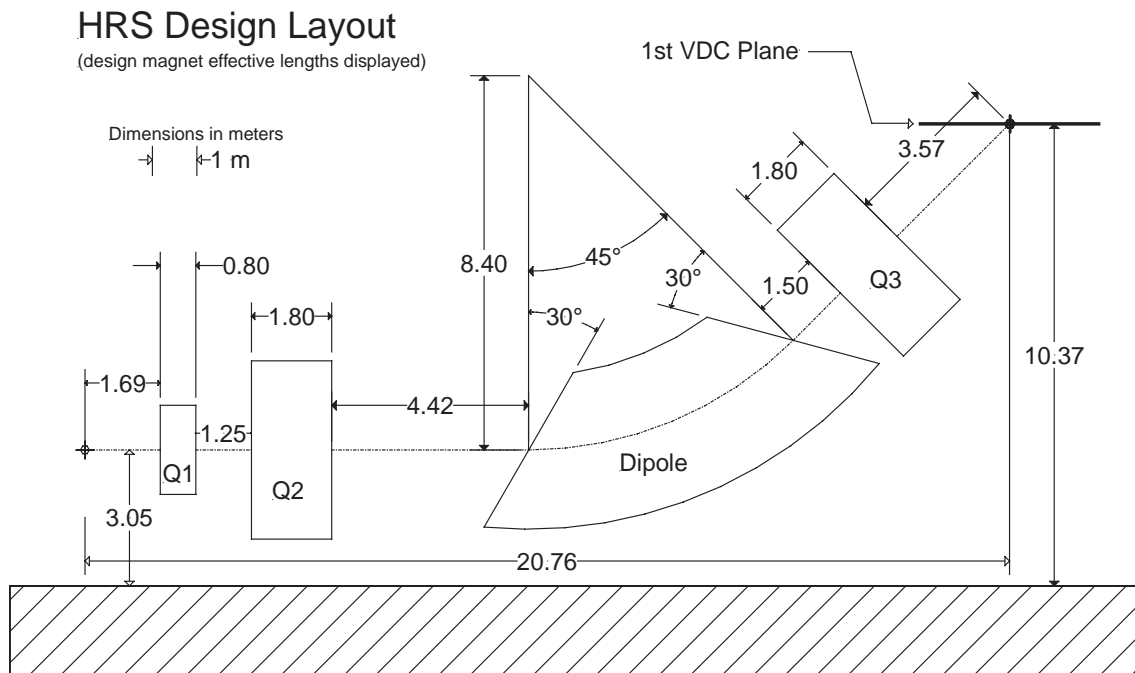 HRS Design Layout
(design magnet effective lengths displayed)
1st VDC Plane
Dimensions in meters
1 m
3.57
1.80
0.80
8.40
45°
30°
1.50
Q3
1.80
30°
10.37
1.69
4.42
1.25
Q1
Q2
Dipole
3.05
20.76